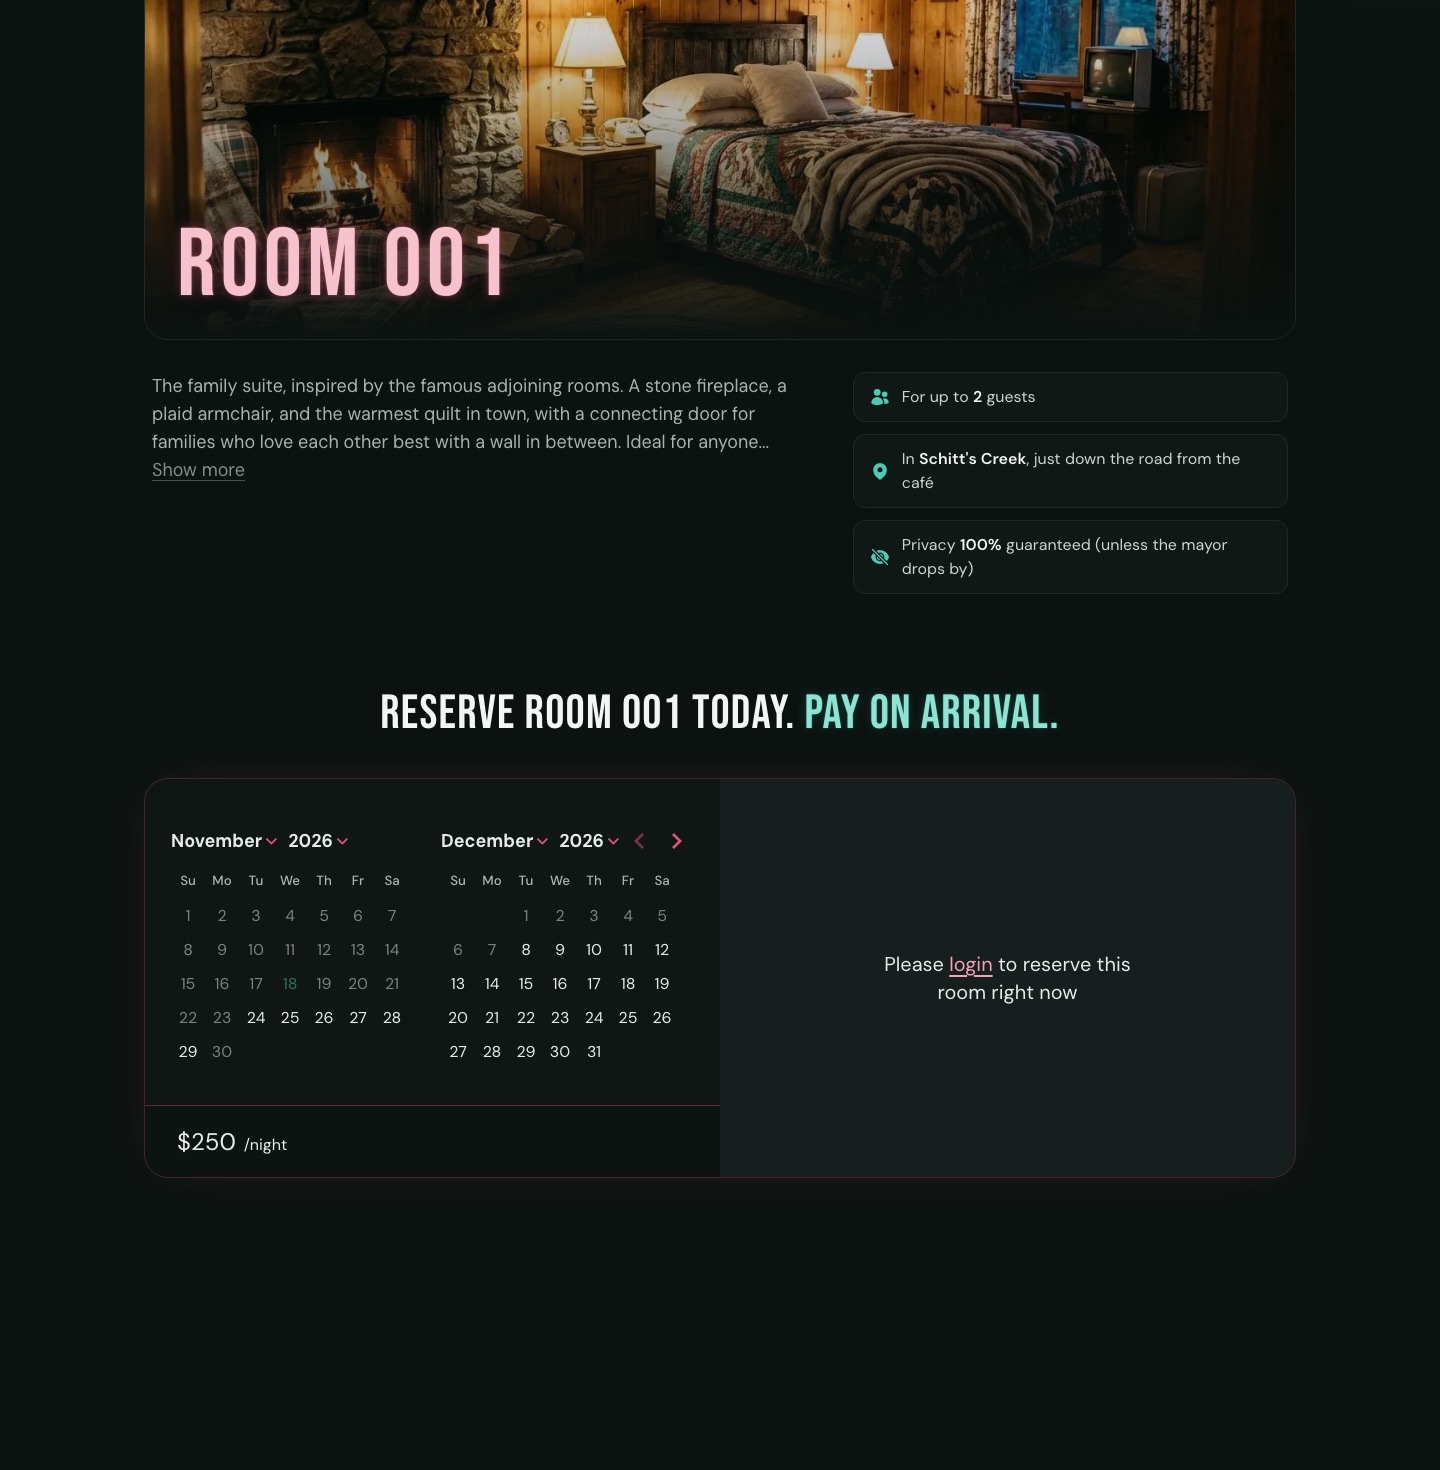 ROOM 001
The family suite, inspired by the famous adjoining rooms. A stone fireplace, a
plaid armchair, and the warmest quilt in town, with a connecting door for
families who love each other best with a wall in between. Ideal for anyone...
Show more
For up to 2 guests
In Schitt's Creek, just down the road from the
café
Privacy 100% guaranteed (unless the mayor
drops by)
RESERVE ROOM 001 TODAY. PAY ON ARRIVAL.
November 2026
Su Mo Tu We Th Fr Sa
1 2 3 4 5 6 7
8 9 10 11 12 13 14
15 16 17 18 19 20 21
22 23 24 25 26 27 28
29 30
December 2026
Su Mo Tu We Th Fr Sa
1 2 3 4 5
6 7 8 9 10 11 12
13 14 15 16 17 18 19
20 21 22 23 24 25 26
27 28 29 30 31
$250 /night
Please login to reserve this
room right now